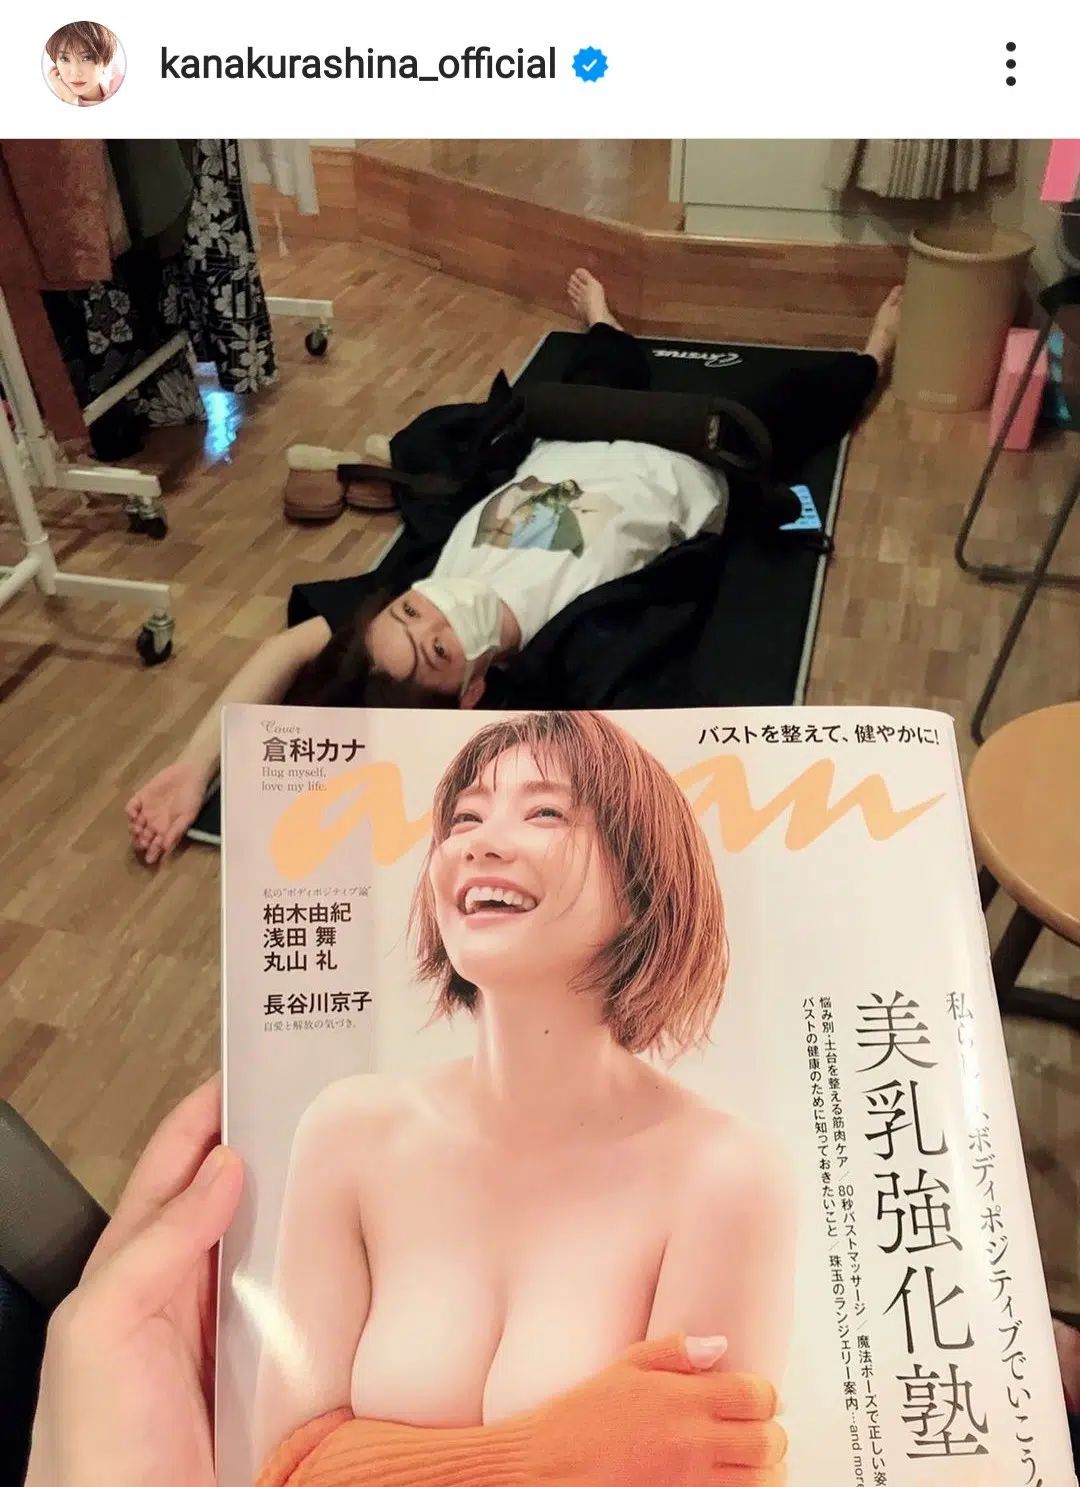 kanakurashina_official
CRYSTUS
Cover
倉科カナ
Hug myself,
love my life.
バストを整えて、健やかに!
anan
私の"ボディポジティブ論"
柏木由紀
浅田 舞
丸山 礼
長谷川京子
自愛と解放の気づき。
ボディポジティブでいこう!
美乳強化塾
悩み別・土台を整える筋肉ケア/80秒バストマッサージ/魔法ポーズで正しい姿
バストの健康のために知っておきたいこと/珠玉のランジェリー案内…and more